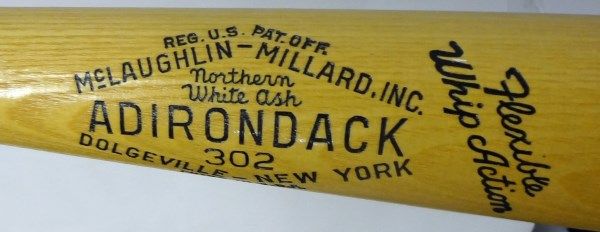 REG. U.S. PAT. OFF.
McLAUGHLIN-MILLARD, INC.
Northern
White Ash
ADIRONDACK
302
DOLGEVILLE-NEW YORK
Flexible
Whip Action